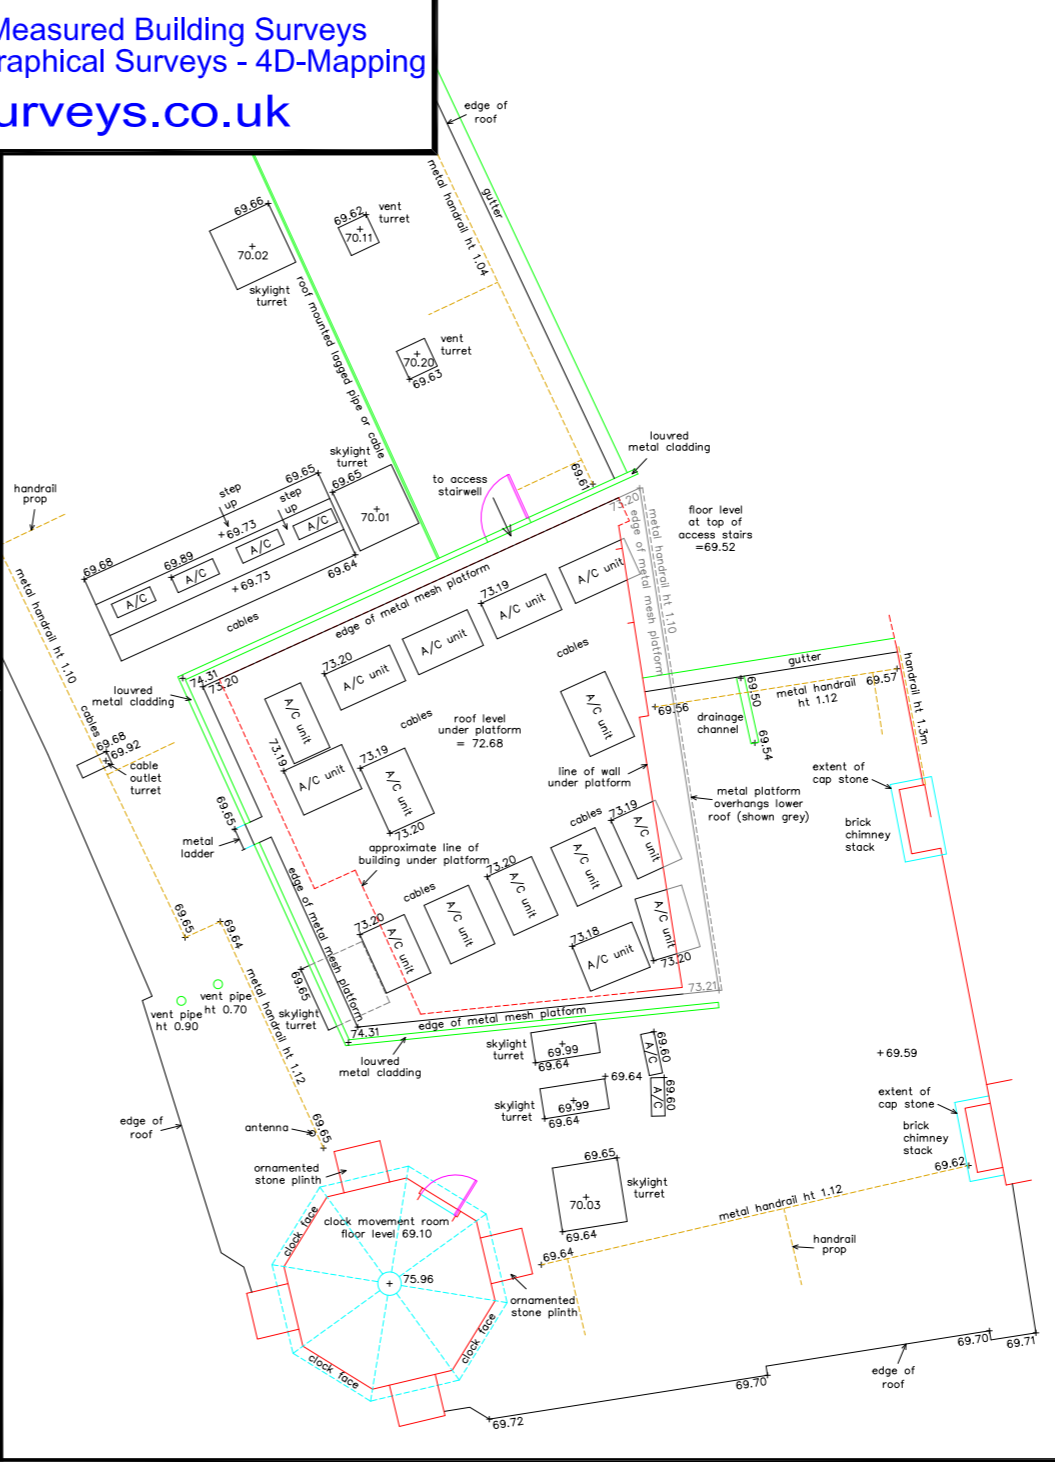 Measured Building Surveys
raphical Surveys - 4D-Mapping
urveys.co.uk
edge of
roof
metal handrail ht 1.04
gutter
69.66
70.02
skylight
turret
69.62
vent
turret
70.11
roof mounted lagged pipe or cable
vent
turret
70.20
69.63
louvred
metal cladding
skylight
turret
69.65
69.65
70.01
to access
stairwell
69.61
handrail
prop
step
up
step
up
69.73
A/C
A/C
A/C
A/C
69.89
69.68
69.73
69.64
cables
73.20
floor level
at top of
access stairs
=69.52
metal handrail ht 1.10
edge of metal mesh platform
edge of metal mesh platform
metal handrail ht 1.10
73.19
A/C unit
A/C unit
A/C unit
73.20
A/C unit
cables
74.31
73.20
louvred
metal cladding
A/C unit
cables
roof level
under platform
= 72.68
A/C unit
gutter
69.57
metal handrail
ht 1.12
handrail ht 1.3m
69.56
69.50
drainage
channel
69.54
cables
69.68
69.92
cable
outlet
turret
73.19
A/C unit
73.19
A/C unit
73.20
line of wall
under platform
metal platform
overhangs lower
roof (shown grey)
extent of
cap stone
brick
chimney
stack
69.65
metal
ladder
approximate line of
building under platform
cables
73.19
A/C unit
A/C unit
73.20
A/C unit
cables
A/C unit
edge of metal mesh platform
73.20
A/C unit
73.18
A/C unit
A/C unit
73.20
73.21
69.65
69.64
metal handrail ht 1.12
vent pipe
ht 0.90
vent pipe
ht 0.70
69.65
skylight
turret
74.31
edge of metal mesh platform
louvred
metal cladding
skylight
turret
69.99
69.64
A/C
69.60
69.59
skylight
turret
69.99
69.64
69.64
A/C
69.60
extent of
cap stone
brick
chimney
stack
69.62
edge of
roof
antenna
69.65
ornamented
stone plinth
69.65
skylight
turret
70.03
69.64
metal handrail ht 1.12
clock face
clock movement room
floor level 69.10
69.64
handrail
prop
75.96
ornamented
stone plinth
clock face
clock face
69.70
69.71
edge of
roof
69.70
69.72